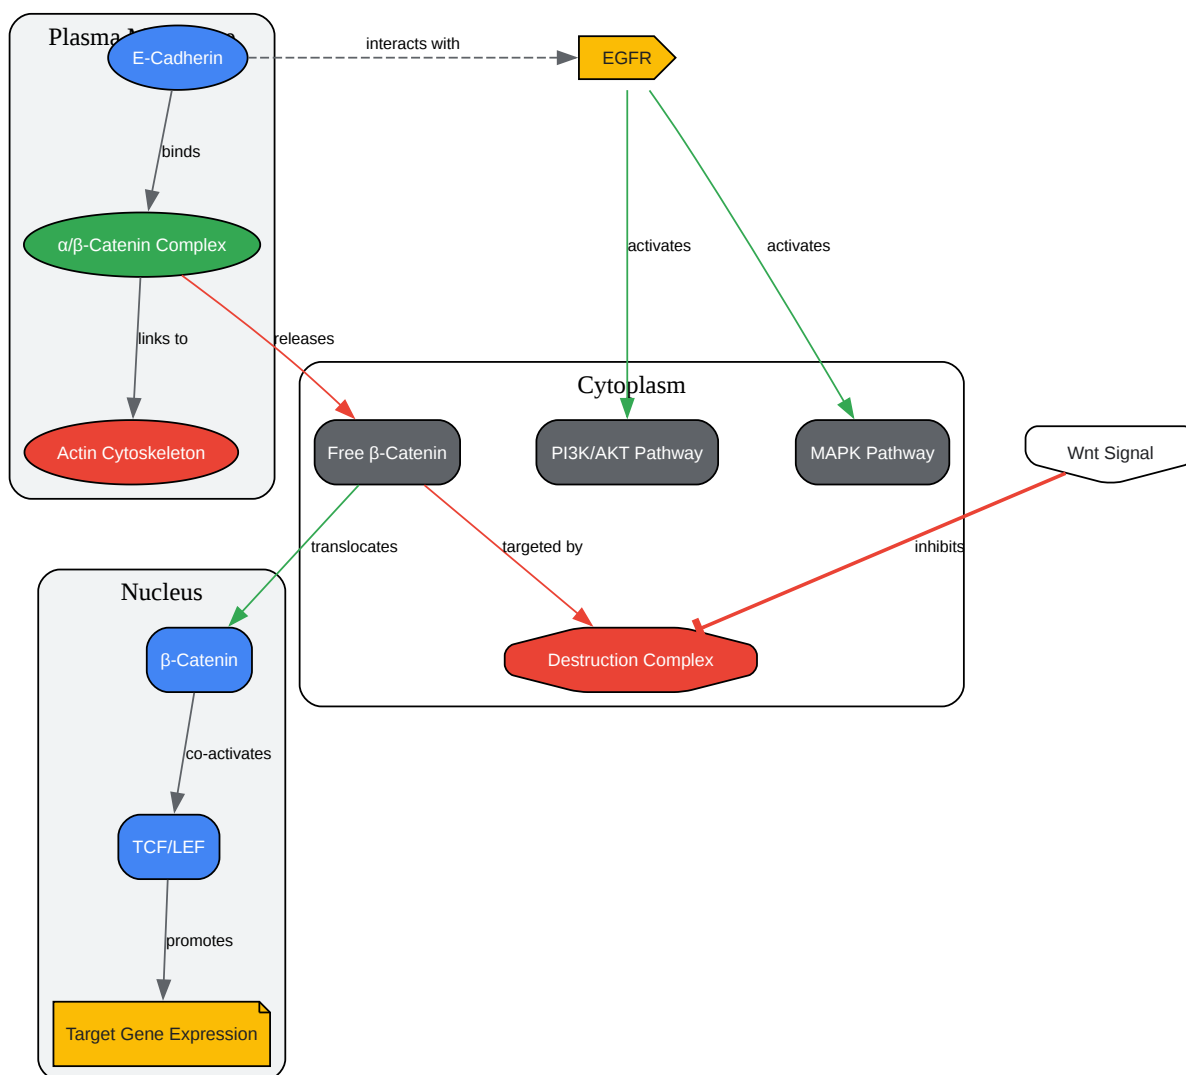 Plasma
E-Cadherin
interacts with
EGFR
binds
α/β-Catenin Complex
activates
activates
links to
releases
Cytoplasm
Actin Cytoskeleton
Free β-Catenin
PI3K/AKT Pathway
MAPK Pathway
Wnt Signal
translocates
targeted by
inhibits
Nucleus
β-Catenin
Destruction Complex
co-activates
TCF/LEF
promotes
Target Gene Expression